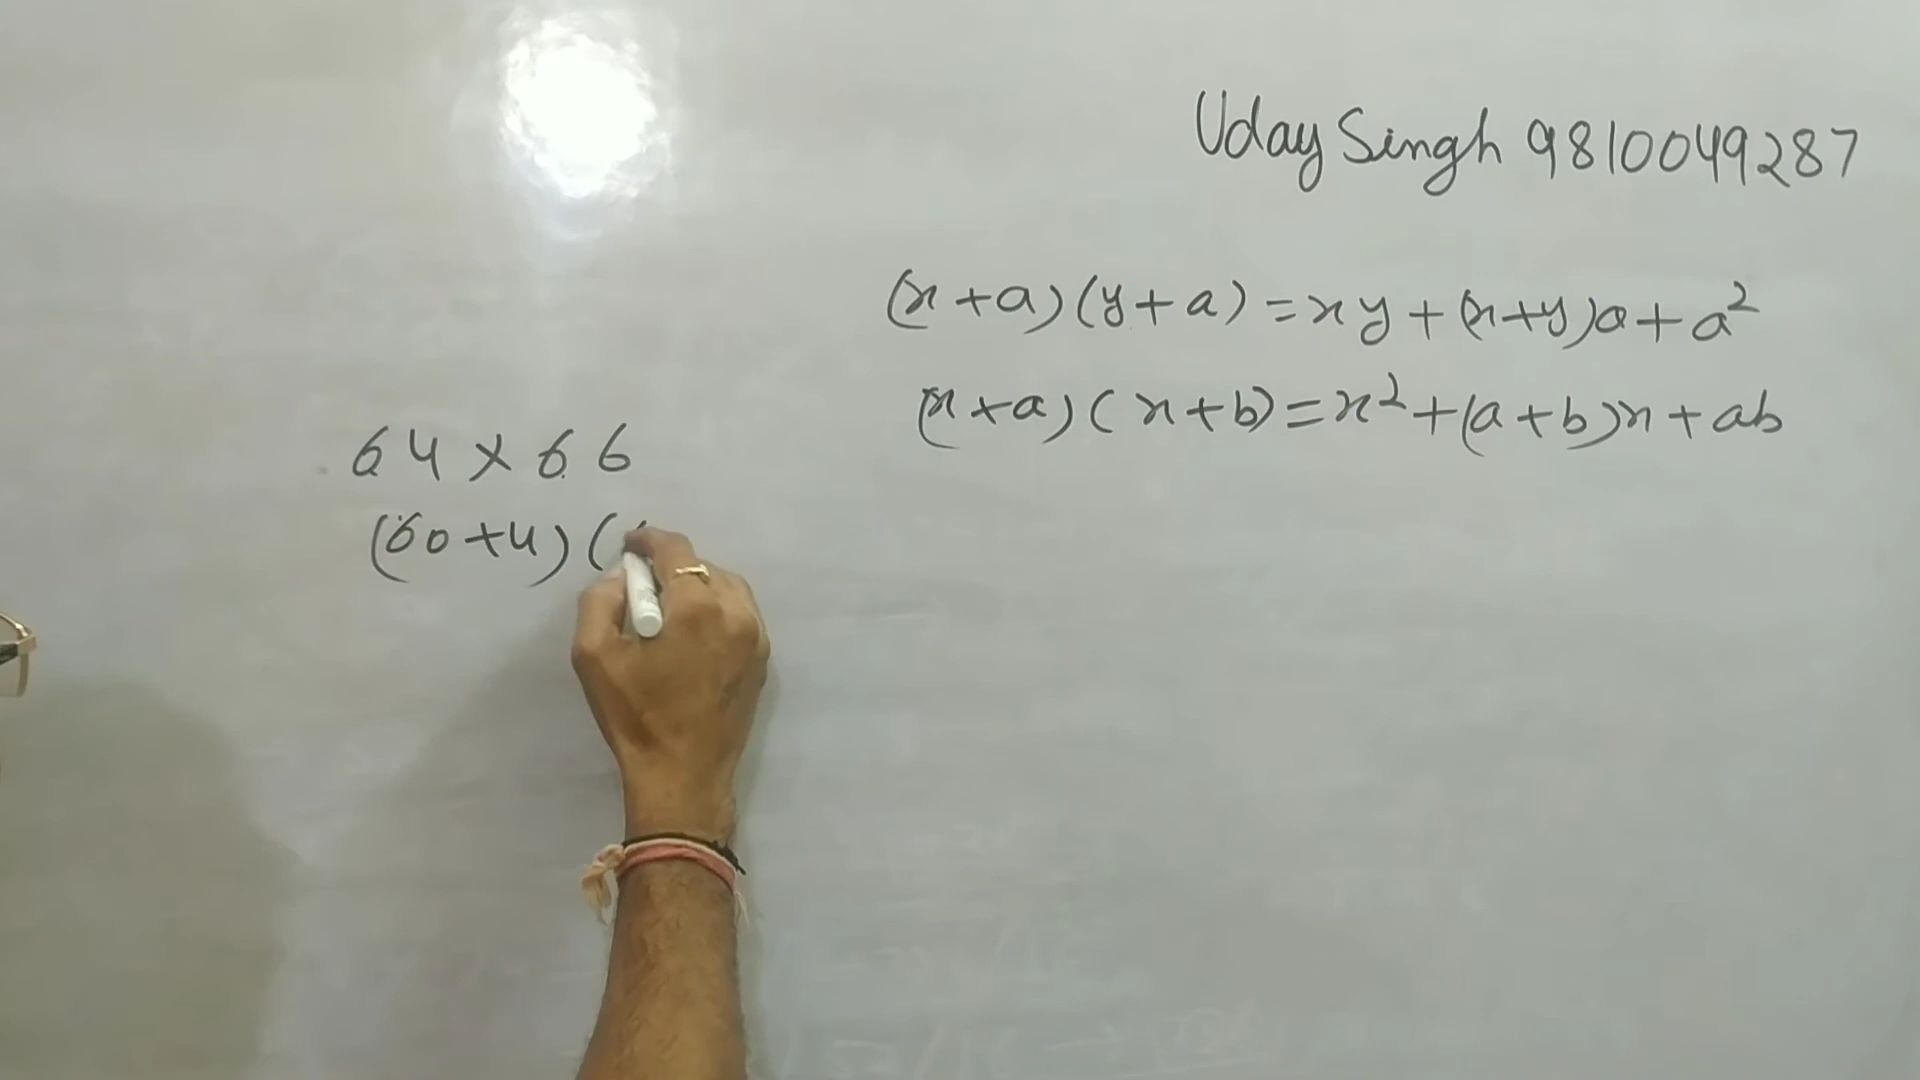 Uday Singh 9810049287
(x+a)(y+a)=xy+(x+y)a+a²
(x+a)(x+b)=x²+(a+b)x+ab
64×66
(60+4)(